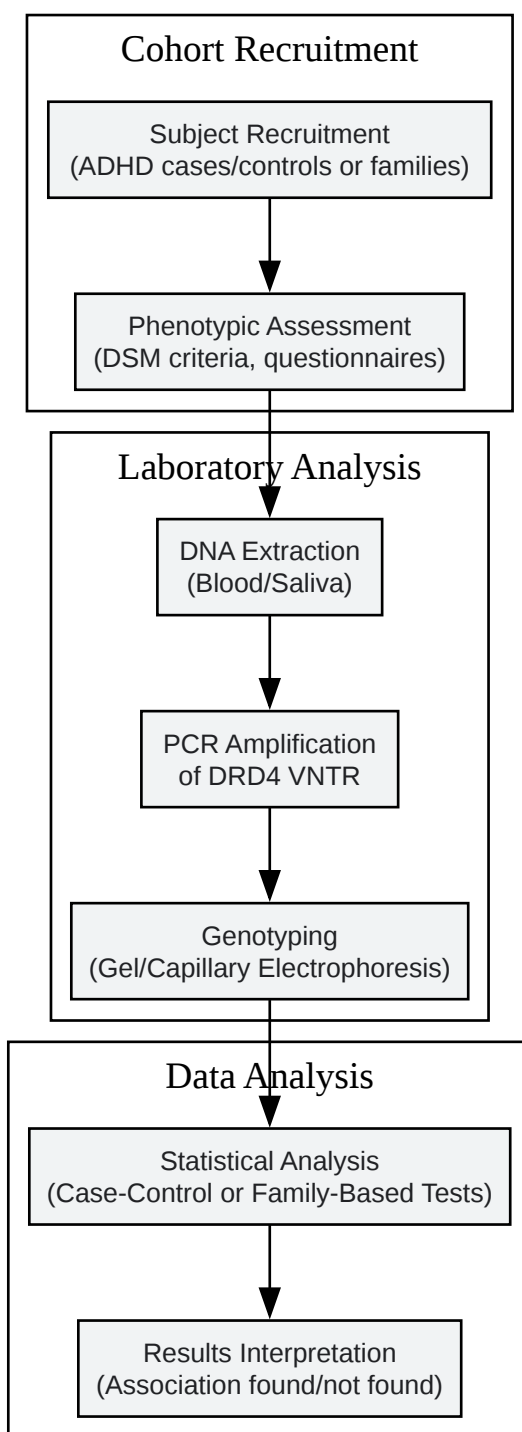 Cohort Recruitment
Subject Recruitment
(ADHD cases/controls or families)
Phenotypic Assessment
(DSM criteria, questionnaires)
Laboratory Analysis
DNA Extraction
(Blood/Saliva)
PCR Amplification
of DRD4 VNTR
Genotyping
(Gel/Capillary Electrophoresis)
Data Analysis
Statistical Analysis
(Case-Control or Family-Based Tests)
Results Interpretation
(Association found/not found)